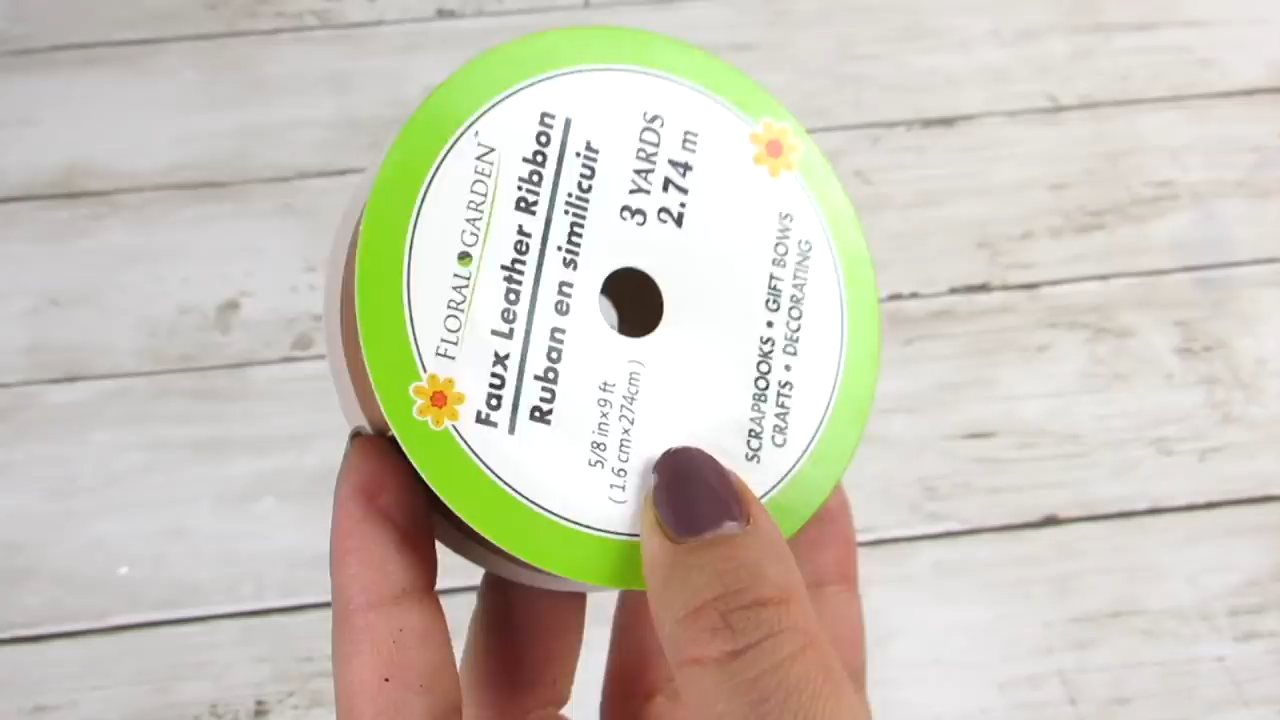 FLORAL GARDEN™
Faux Leather Ribbon
Ruban en similicuir
3 YARDS
2.74 m
5/8 in×9 ft
( 1.6 cm×274cm )
SCRAPBOOKS • GIFT BOWS
CRAFTS • DECORATING